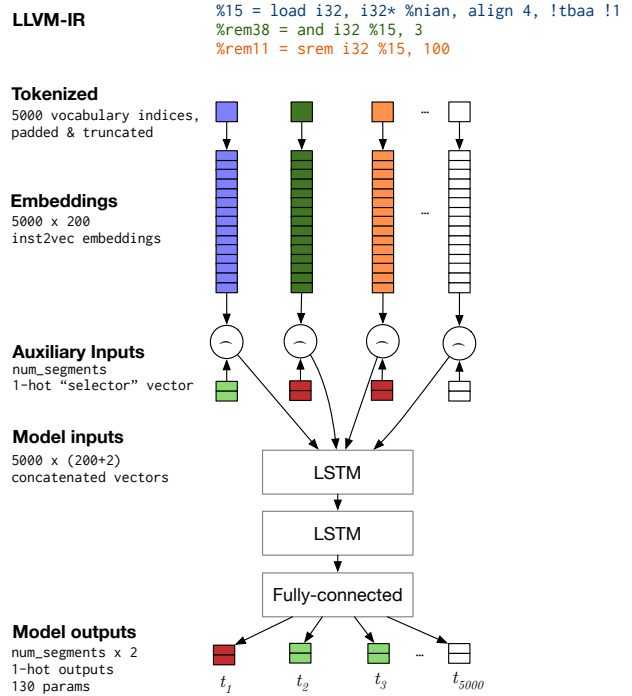 LLVM-IR
%15 = load i32, i32* %nian, align 4, !tbaa !1
%rem38 = and i32 %15, 3
%rem11 = srem i32 %15, 100
Tokenized
5000 vocabulary indices,
padded & truncated
…
Embeddings
5000 x 200
inst2vec embeddings
…
Auxiliary Inputs
num_segments
1-hot “selector” vector
Model inputs
5000 x (200+2)
concatenated vectors
LSTM
LSTM
Fully-connected
Model outputs
num_segments x 2
1-hot outputs
130 params
…
t1 t2 t3 t5000